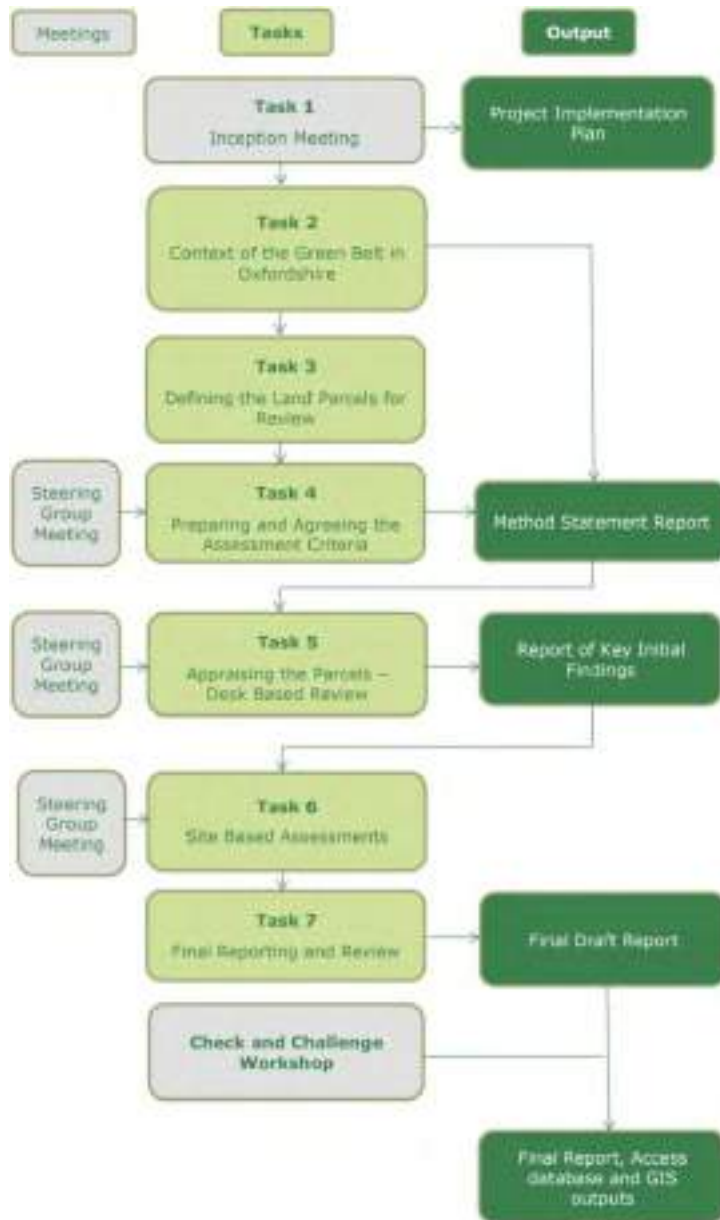 Meetings
Tasks
Output
Task 1
Inception Meeting
Project Implementation
Plan
Task 2
Context of the Green Belt in
Oxfordshire
Task 3
Defining the Land Parcels for
Review
Steering
Group
Meeting
Task 4
Preparing and Agreeing the
Assessment Criteria
Method Statement Report
Steering
Group
Meeting
Task 5
Appraising the Parcels –
Desk Based Review
Report of Key Initial
Findings
Steering
Group
Meeting
Task 6
Site Based Assessments
Task 7
Final Reporting and Review
Final Draft Report
Check and Challenge
Workshop
Final Report, Access
database and GIS
outputs